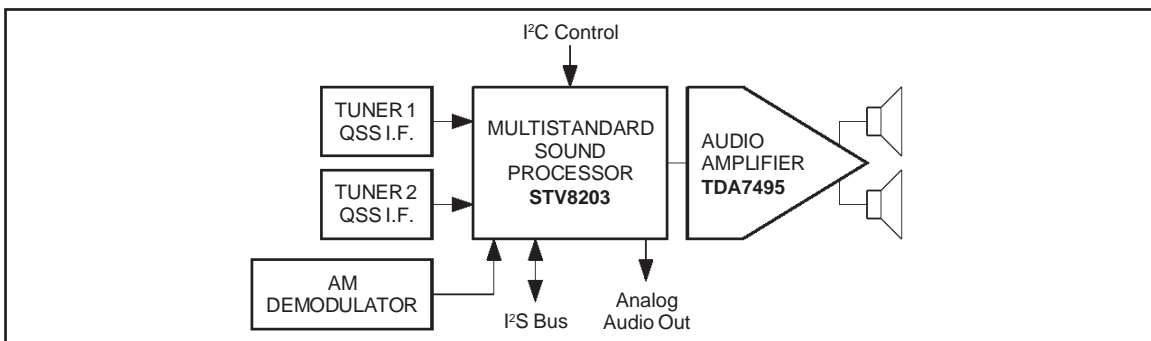 I²C Control
TUNER 1
QSS I.F.
MULTISTANDARD
SOUND
PROCESSOR
STV8203
AUDIO
AMPLIFIER
TDA7495
TUNER 2
QSS I.F.
AM
DEMODULATOR
I²S Bus
Analog
Audio Out